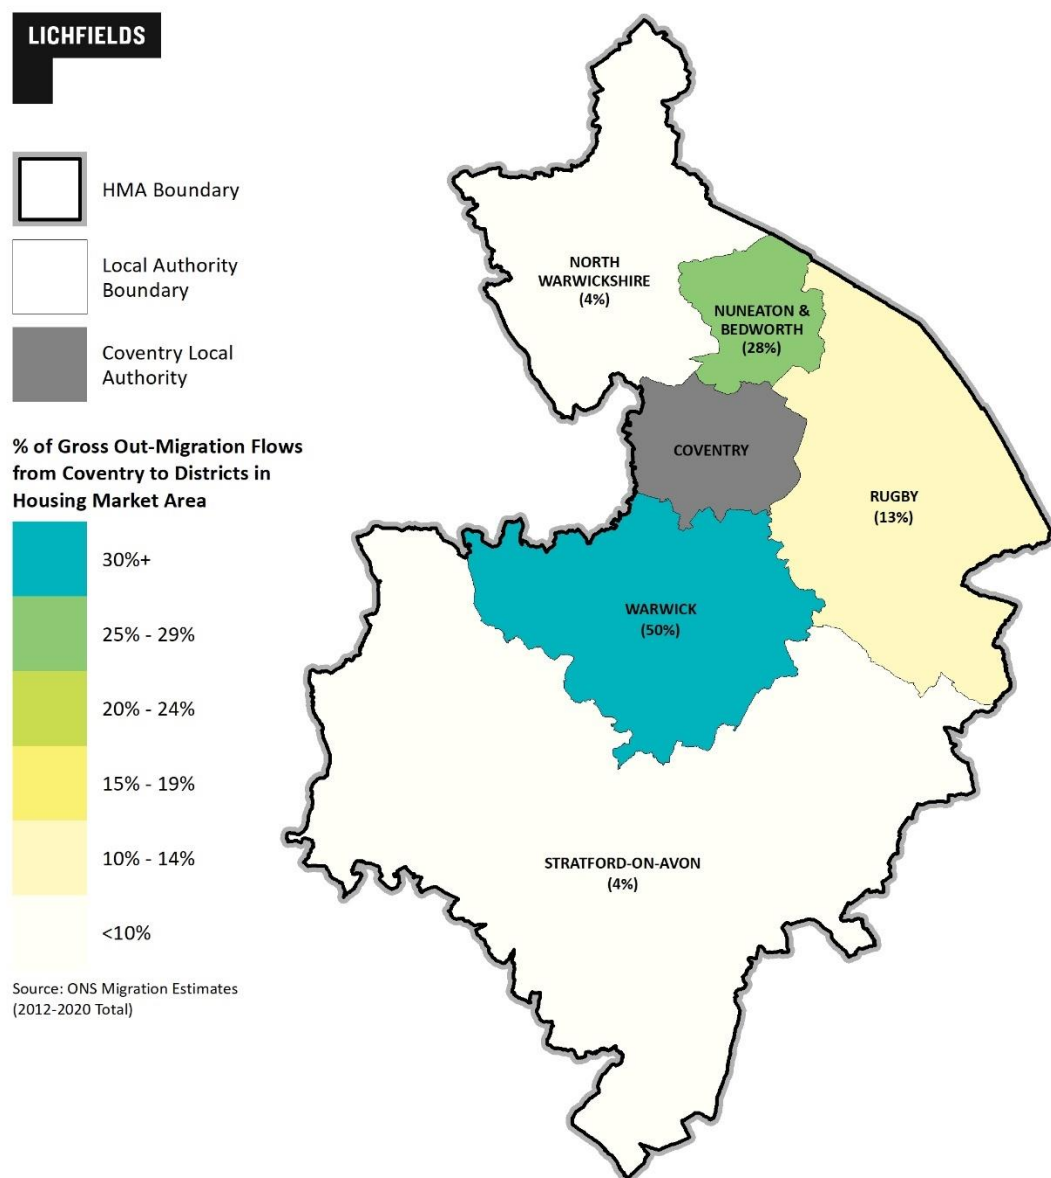 LICHFIELDS
HMA Boundary
Local Authority
Boundary
Coventry Local
Authority
% of Gross Out-Migration Flows
from Coventry to Districts in
Housing Market Area
30%+
25% - 29%
20% - 24%
15% - 19%
10% - 14%
<10%
Source: ONS Migration Estimates
(2012-2020 Total)
NORTH
WARWICKSHIRE
(4%)
NUNEATON &
BEDWORTH
(28%)
COVENTRY
RUGBY
(13%)
WARWICK
(50%)
STRATFORD-ON-AVON
(4%)